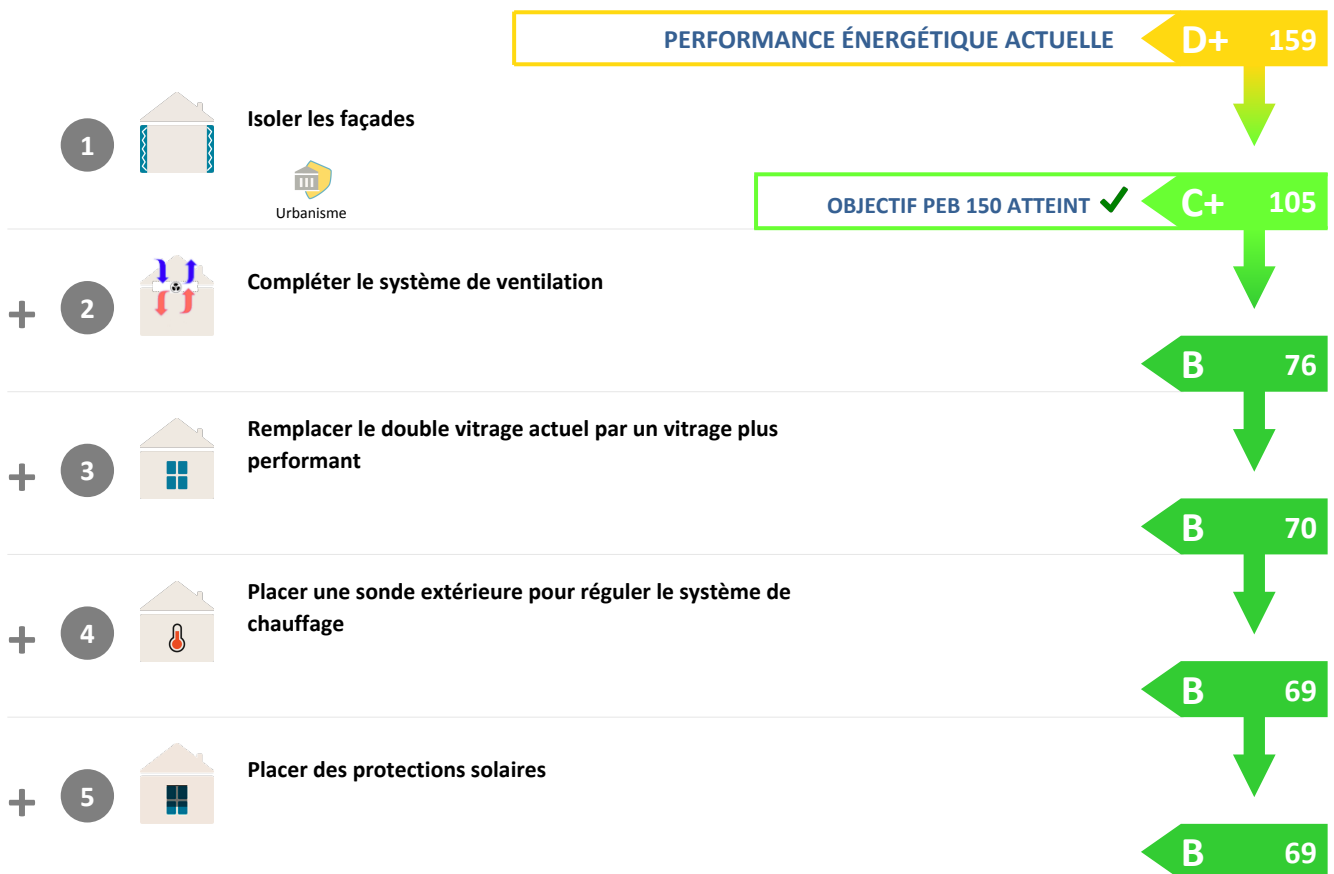 PERFORMANCE ÉNERGÉTIQUE ACTUELLE D+ 159
1 Isoler les façades
Urbanisme
OBJECTIF PEB 150 ATTEINT ✔ C+ 105
+ 2 Compléter le système de ventilation
B 76
+ 3 Remplacer le double vitrage actuel par un vitrage plus
performant
B 70
+ 4 Placer une sonde extérieure pour réguler le système de
chauffage
B 69
+ 5 Placer des protections solaires
B 69